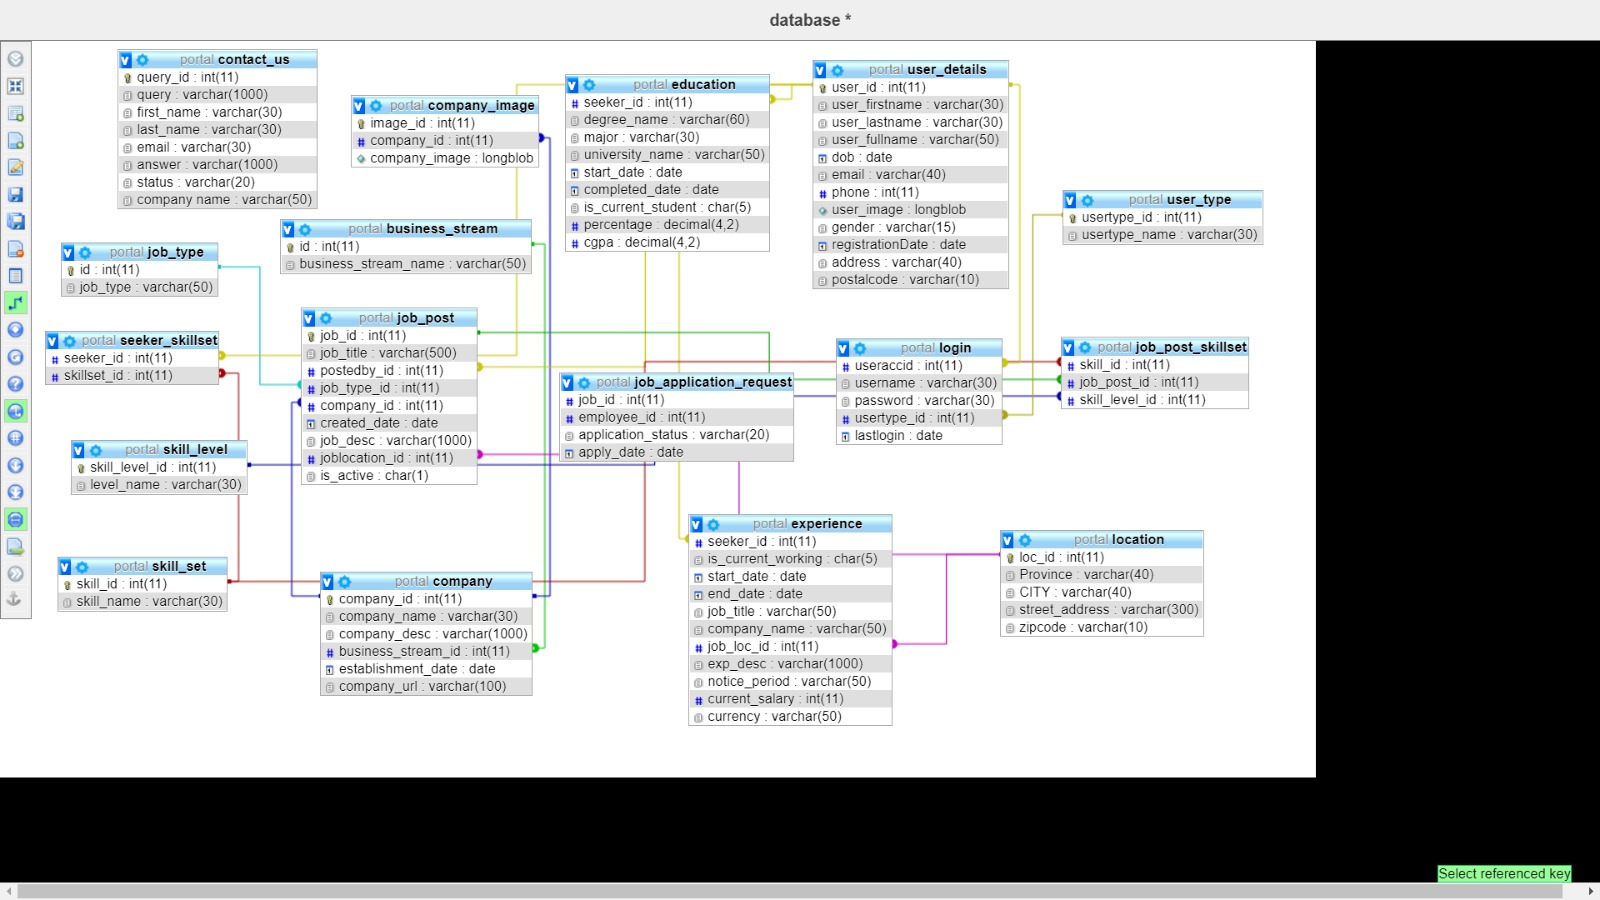 database *
portal contact_us
query_id : int(11)
query : varchar(1000)
first_name : varchar(30)
last_name : varchar(30)
email : varchar(30)
answer : varchar(1000)
status : varchar(20)
company name : varchar(50)
portal company_image
image_id : int(11)
company_id : int(11)
company_image : longblob
portal education
seeker_id : int(11)
degree_name : varchar(60)
major : varchar(30)
university_name : varchar(50)
start_date : date
completed_date : date
is_current_student : char(5)
percentage : decimal(4,2)
cgpa : decimal(4,2)
portal user_details
user_id : int(11)
user_firstname : varchar(30)
user_lastname : varchar(30)
user_fullname : varchar(50)
dob : date
email : varchar(40)
phone : int(11)
user_image : longblob
gender : varchar(15)
registrationDate : date
address : varchar(40)
postalcode : varchar(10)
portal user_type
usertype_id : int(11)
usertype_name : varchar(30)
portal business_stream
id : int(11)
business_stream_name : varchar(50)
portal job_type
id : int(11)
job_type : varchar(50)
portal job_post
job_id : int(11)
job_title : varchar(500)
postedby_id : int(11)
job_type_id : int(11)
company_id : int(11)
created_date : date
job_desc : varchar(1000)
joblocation_id : int(11)
is_active : char(1)
portal seeker_skillset
seeker_id : int(11)
skillset_id : int(11)
portal login
useraccid : int(11)
username : varchar(30)
password : varchar(30)
usertype_id : int(11)
lastlogin : date
portal job_post_skillset
skill_id : int(11)
job_post_id : int(11)
skill_level_id : int(11)
portal job_application_request
job_id : int(11)
employee_id : int(11)
application_status : varchar(20)
apply_date : date
portal skill_level
skill_level_id : int(11)
level_name : varchar(30)
portal experience
seeker_id : int(11)
is_current_working : char(5)
start_date : date
end_date : date
job_title : varchar(50)
company_name : varchar(50)
job_loc_id : int(11)
exp_desc : varchar(1000)
notice_period : varchar(50)
current_salary : int(11)
currency : varchar(50)
portal location
loc_id : int(11)
Province : varchar(40)
CITY : varchar(40)
street_address : varchar(300)
zipcode : varchar(10)
portal skill_set
skill_id : int(11)
skill_name : varchar(30)
portal company
company_id : int(11)
company_name : varchar(30)
company_desc : varchar(1000)
business_stream_id : int(11)
establishment_date : date
company_url : varchar(100)
Select referenced key